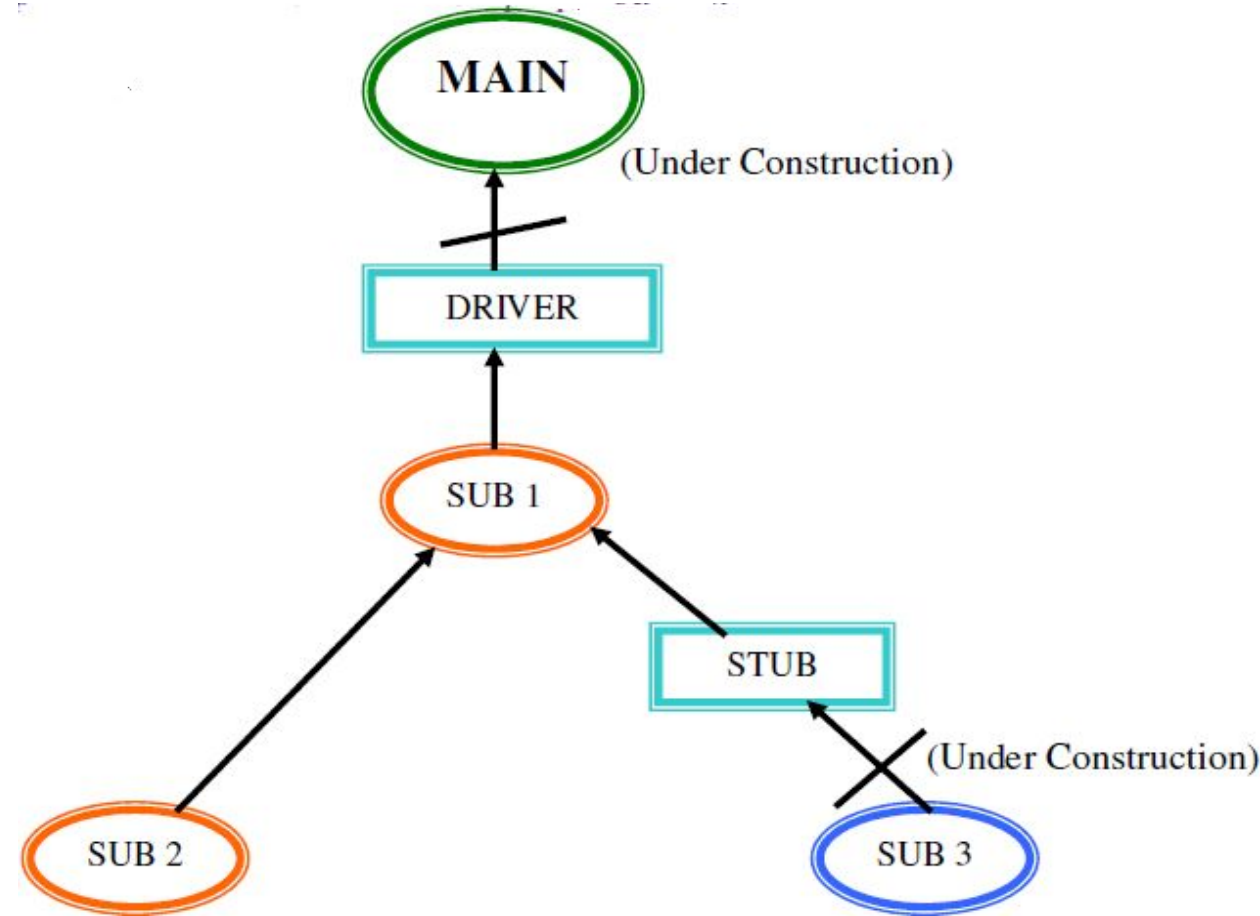 MAIN
(Under Construction)
DRIVER
SUB 1
STUB
(Under Construction)
SUB 2
SUB 3